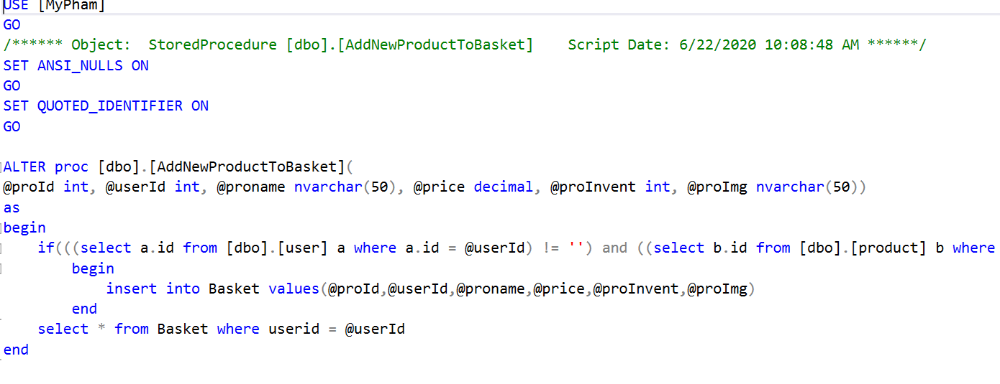 USE [MyPham]
GO
/****** Object:  StoredProcedure [dbo].[AddNewProductToBasket]    Script Date: 6/22/2020 10:08:48 AM ******/
SET ANSI_NULLS ON
GO
SET QUOTED_IDENTIFIER ON
GO
ALTER proc [dbo].[AddNewProductToBasket](
@proId int, @userId int, @proname nvarchar(50), @price decimal, @proInvent int, @proImg nvarchar(50))
as
begin
    if(((select a.id from [dbo].[user] a where a.id = @userId) != '') and ((select b.id from [dbo].[product] b where
        begin
            insert into Basket values(@proId,@userId,@proname,@price,@proInvent,@proImg)
        end
    select * from Basket where userid = @userId
end